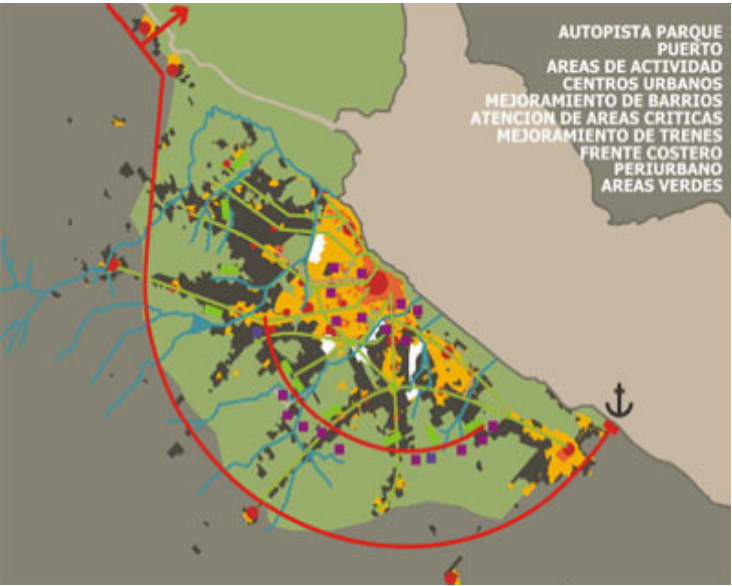 AUTOPISTA PARQUE
PUERTO
AREAS DE ACTIVIDAD
CENTROS URBANOS
MEJORAMIENTO DE BARRIOS
ATENCION DE AREAS CRITICAS
MEJORAMIENTO DE TRENES
FRENTE COSTERO
PERIURBANO
AREAS VERDES